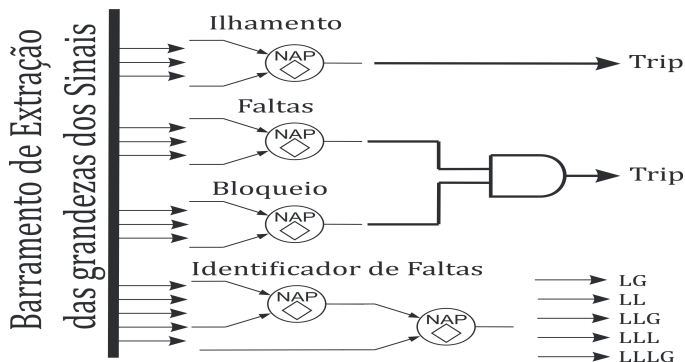 Barramento de Extração
das grandezas dos Sinais
Ilhamento
NAP
Trip
Faltas
NAP
Trip
Bloqueio
NAP
Identificador de Faltas
NAP
NAP
LG
LL
LLG
LLL
LLLG